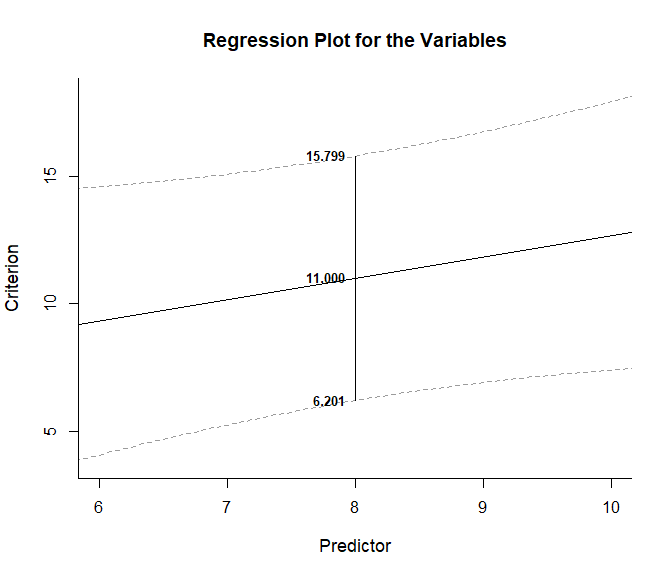 Regression Plot for the Variables
Criterion
15
10
5
15.799
11.000
6.201
6 7 8 9 10
Predictor